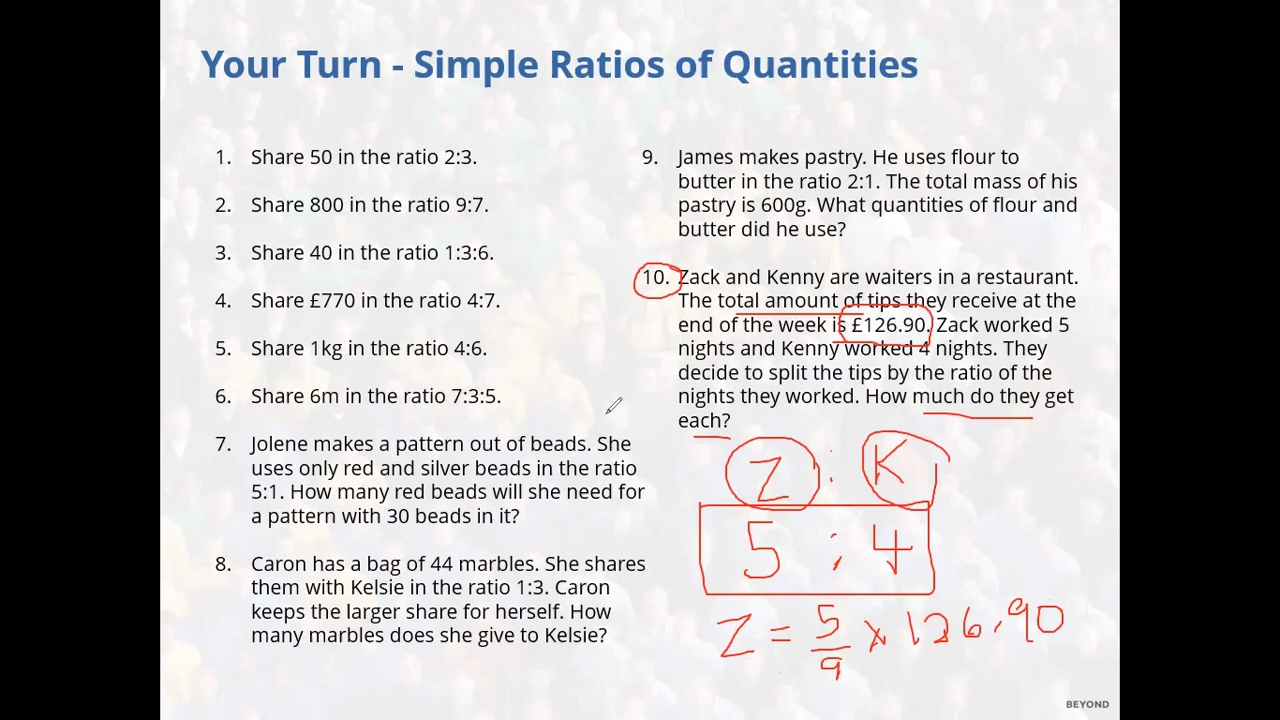 Your Turn - Simple Ratios of Quantities
1. Share 50 in the ratio 2:3.
2. Share 800 in the ratio 9:7.
3. Share 40 in the ratio 1:3:6.
4. Share £770 in the ratio 4:7.
5. Share 1kg in the ratio 4:6.
6. Share 6m in the ratio 7:3:5.
7. Jolene makes a pattern out of beads. She
uses only red and silver beads in the ratio
5:1. How many red beads will she need for
a pattern with 30 beads in it?
8. Caron has a bag of 44 marbles. She shares
them with Kelsie in the ratio 1:3. Caron
keeps the larger share for herself. How
many marbles does she give to Kelsie?
9. James makes pastry. He uses flour to
butter in the ratio 2:1. The total mass of his
pastry is 600g. What quantities of flour and
butter did he use?
10. Zack and Kenny are waiters in a restaurant.
The total amount of tips they receive at the
end of the week is £126.90. Zack worked 5
nights and Kenny worked 4 nights. They
decide to split the tips by the ratio of the
nights they worked. How much do they get
each?
Z : K
5 : 4
Z = 5/9 x 126.90
BEYOND